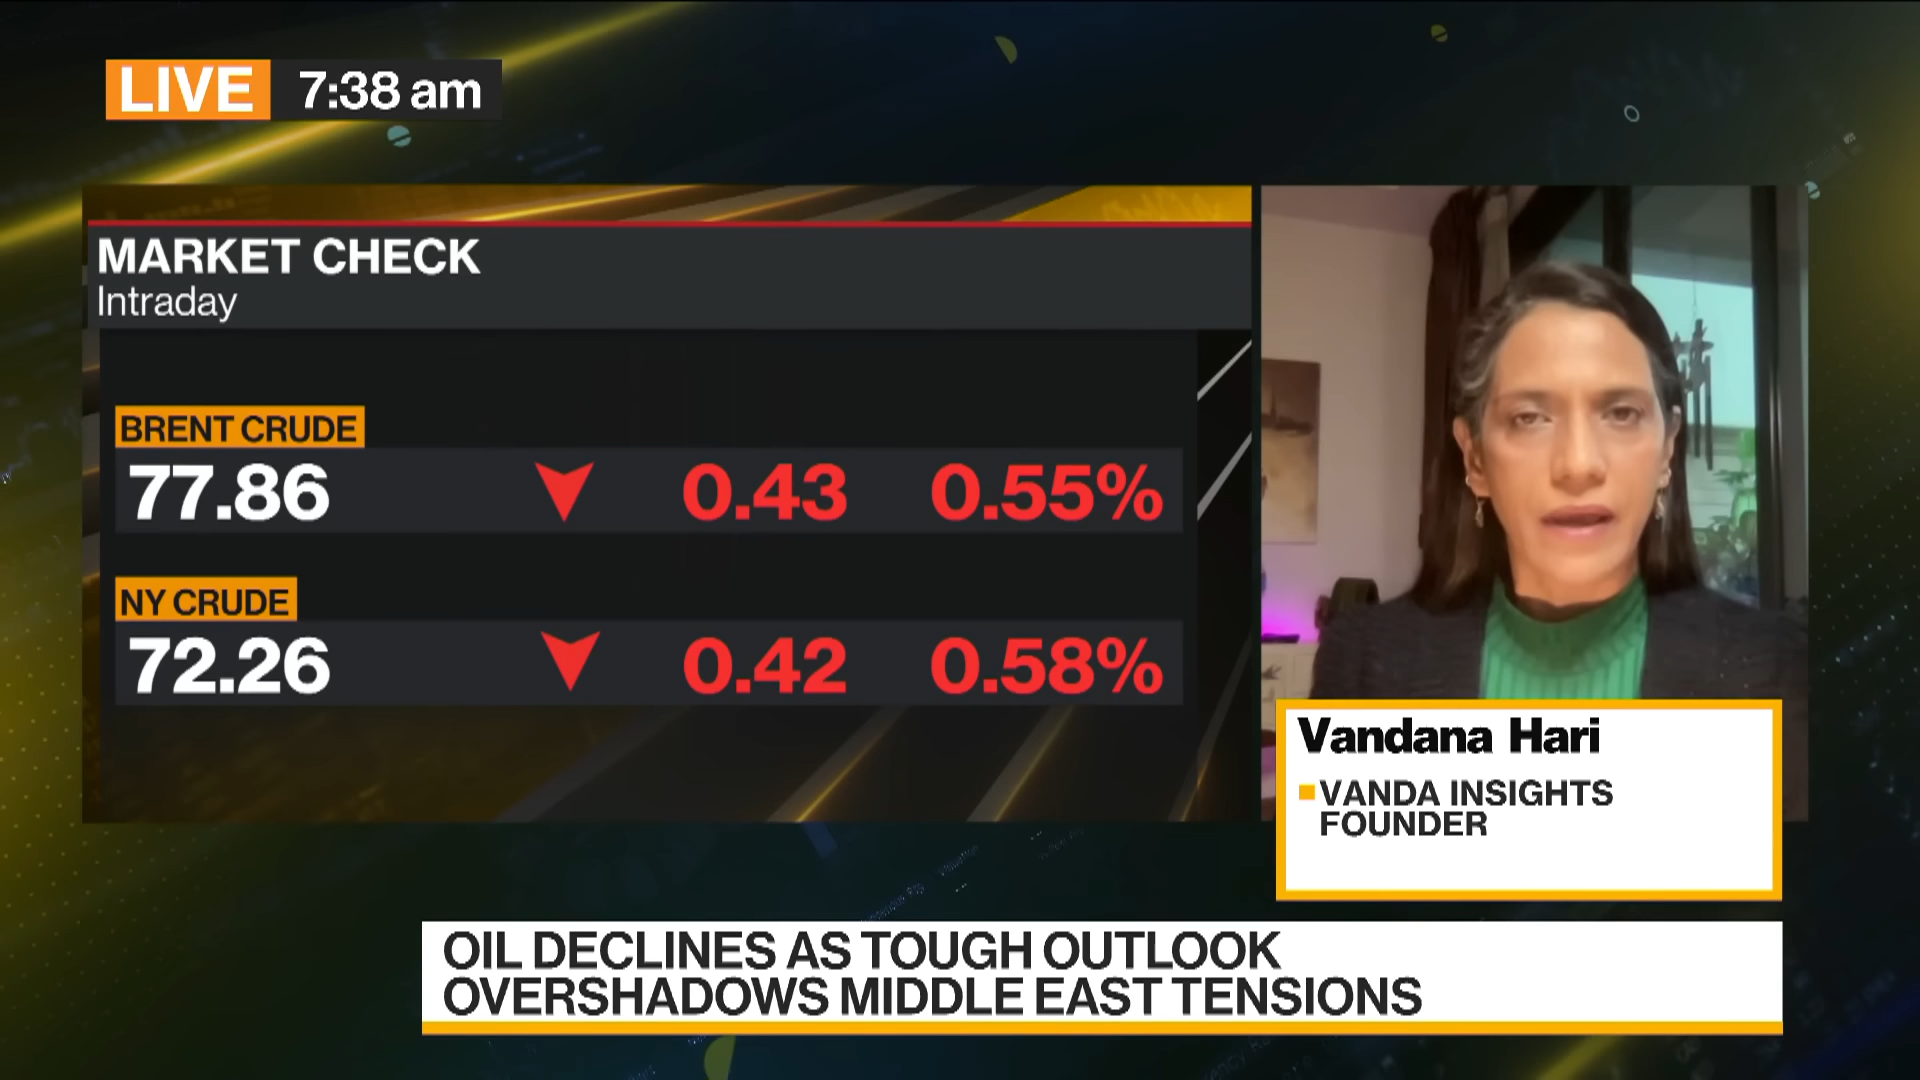 LIVE 7:38 am
MARKET CHECK
Intraday
BRENT CRUDE
77.86 0.43 0.55%
NY CRUDE
72.26 0.42 0.58%
Vandana Hari
VANDA INSIGHTS
FOUNDER
OIL DECLINES AS TOUGH OUTLOOK
OVERSHADOWS MIDDLE EAST TENSIONS